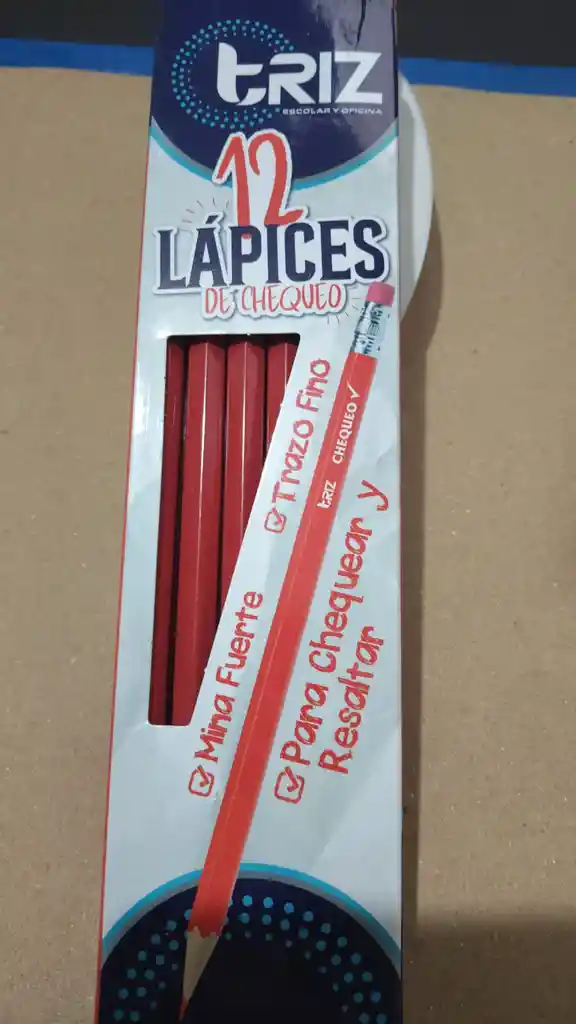 tRIZ
ESCOLAR Y OFICINA
12
LÁPICES
DE CHEQUEO
Trazo Fino
tRIZ CHEQUEO
Mina Fuerte
Para Chequear y
Resaltar